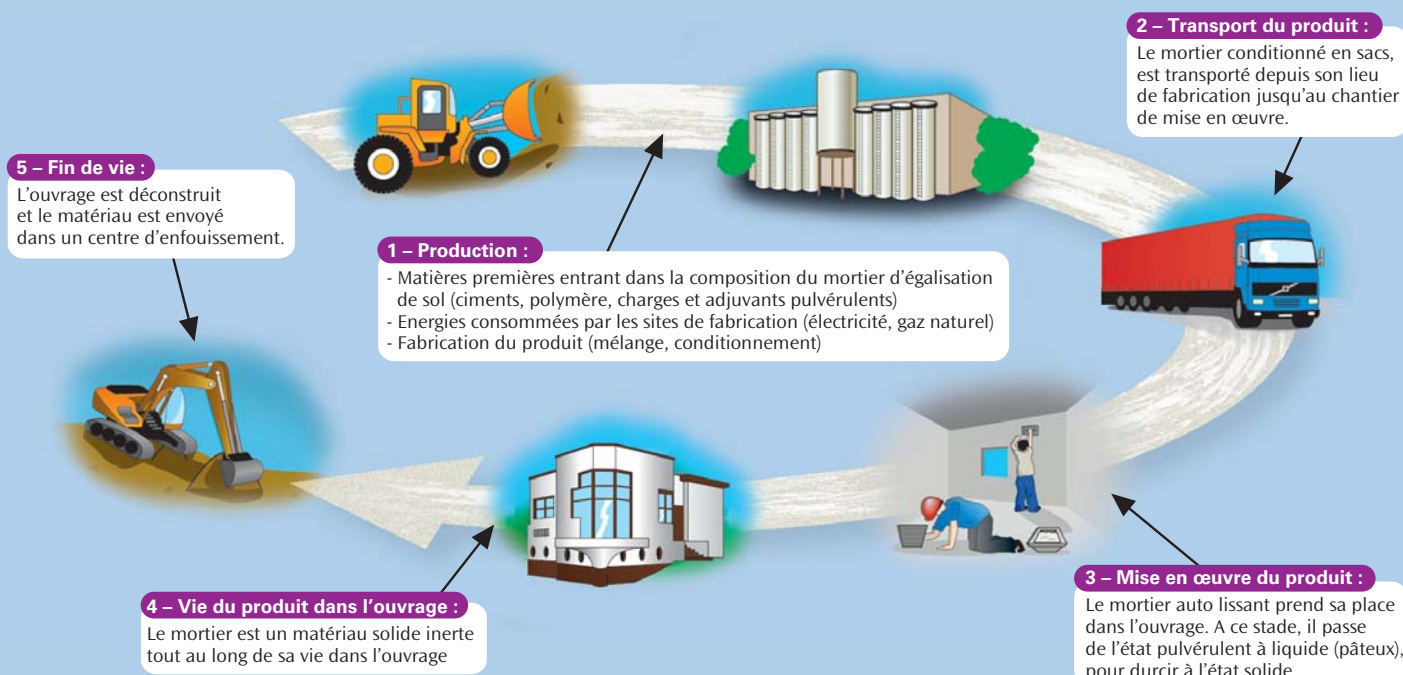 1 – Production :
- Matières premières entrant dans la composition du mortier d'égalisation
de sol (ciments, polymère, charges et adjuvants pulvérulents)
- Energies consommées par les sites de fabrication (électricité, gaz naturel)
- Fabrication du produit (mélange, conditionnement)
2 – Transport du produit :
Le mortier conditionné en sacs,
est transporté depuis son lieu
de fabrication jusqu'au chantier
de mise en œuvre.
3 – Mise en œuvre du produit :
Le mortier auto lissant prend sa place
dans l'ouvrage. A ce stade, il passe
de l'état pulvérulent à liquide (pâteux),
pour durcir à l'état solide
4 – Vie du produit dans l'ouvrage :
Le mortier est un matériau solide inerte
tout au long de sa vie dans l'ouvrage
5 – Fin de vie :
L'ouvrage est déconstruit
et le matériau est envoyé
dans un centre d'enfouissement.